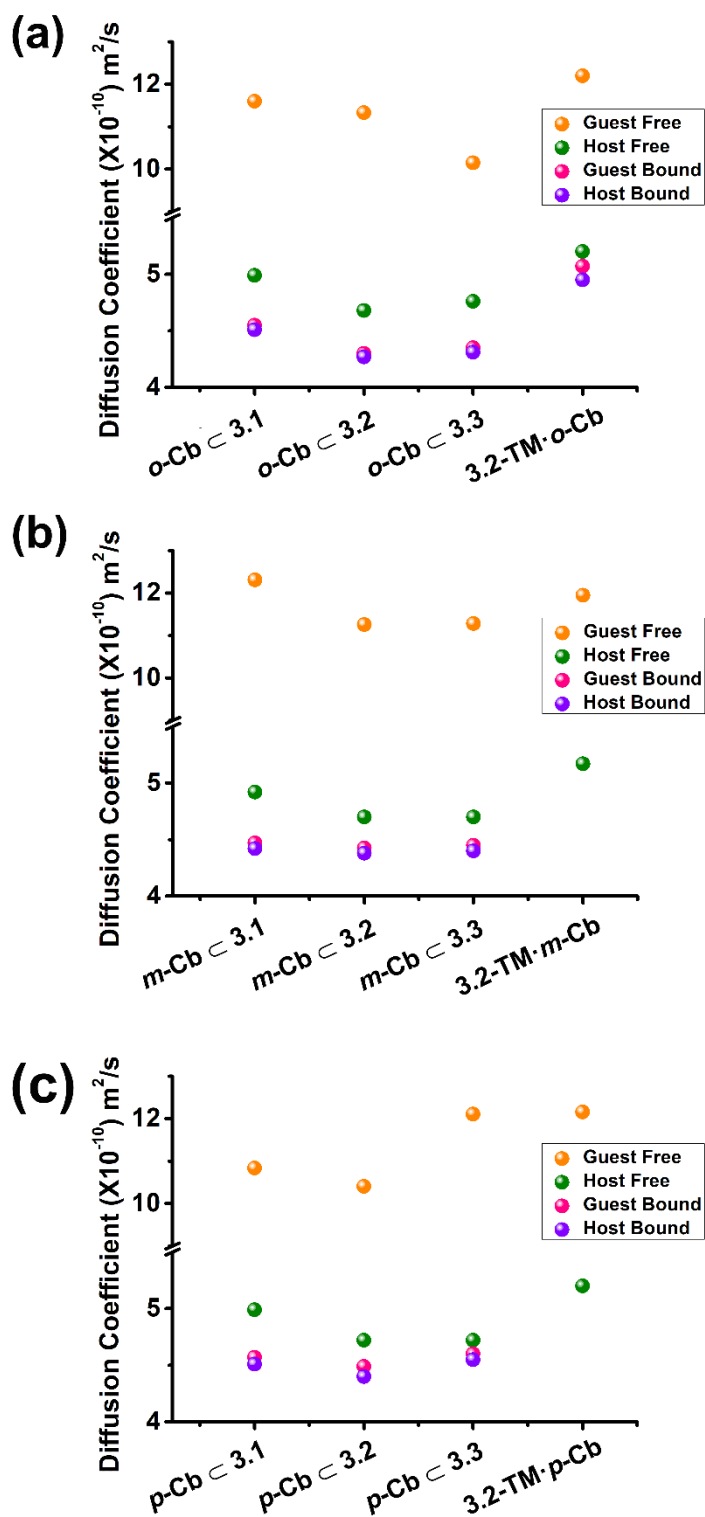 (a)
Diffusion Coefficient (X10⁻¹⁰) m²/s
12
10
5
4
Guest Free
Host Free
Guest Bound
Host Bound
o-Cb ⊂ 3.1
o-Cb ⊂ 3.2
o-Cb ⊂ 3.3
3.2-TM·o-Cb
(b)
Diffusion Coefficient (X10⁻¹⁰) m²/s
12
10
5
4
Guest Free
Host Free
Guest Bound
Host Bound
m-Cb ⊂ 3.1
m-Cb ⊂ 3.2
m-Cb ⊂ 3.3
3.2-TM·m-Cb
(c)
Diffusion Coefficient (X10⁻¹⁰) m²/s
12
10
5
4
Guest Free
Host Free
Guest Bound
Host Bound
p-Cb ⊂ 3.1
p-Cb ⊂ 3.2
p-Cb ⊂ 3.3
3.2-TM·p-Cb